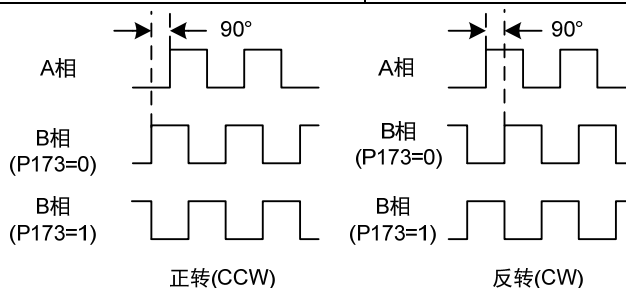 90° 90°
A相 A相
B相 B相
(P173=0) (P173=0)
B相 B相
(P173=1) (P173=1)
正转(CCW) 反转(CW)